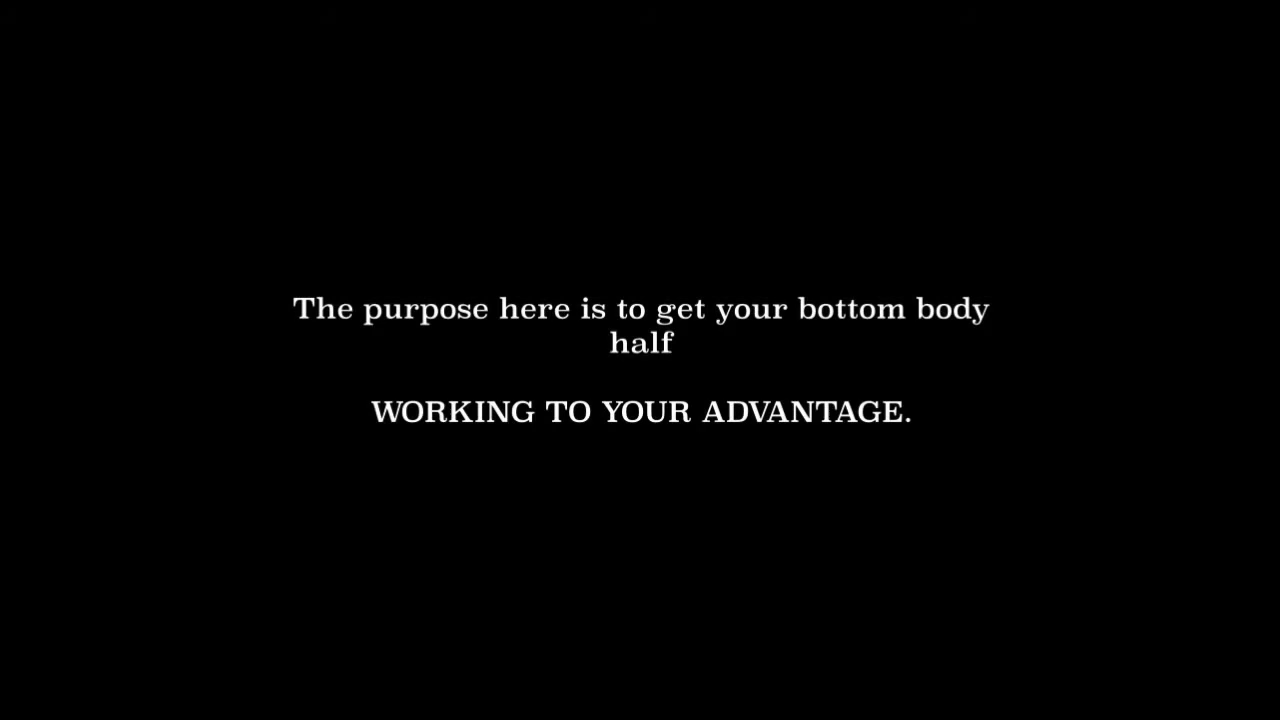 The purpose here is to get your bottom body
half
WORKING TO YOUR ADVANTAGE.